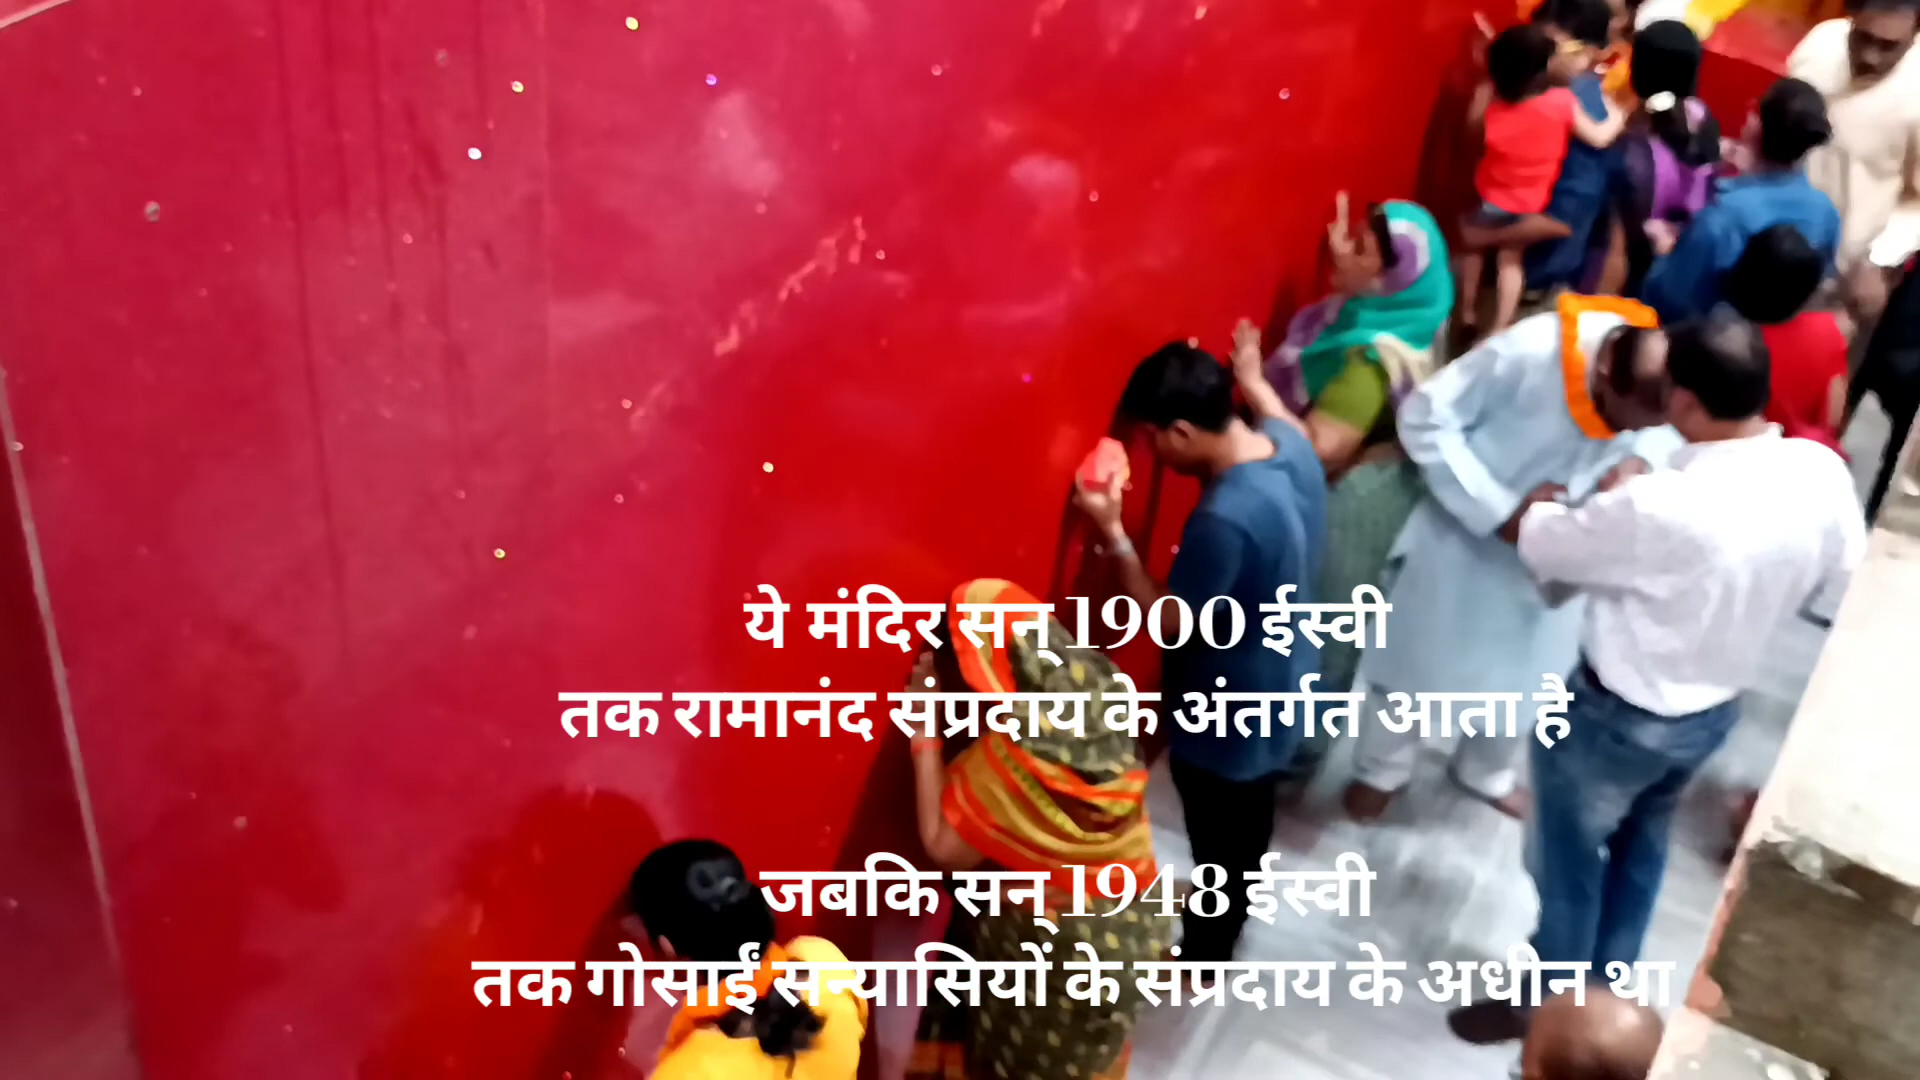 ये मंदिर सन् 1900 ईस्वी
तक रामानंद संप्रदाय के अंतर्गत आता है
जबकि सन् 1948 ईस्वी
तक गोसाईं सन्यासियों के संप्रदाय के अधीन था